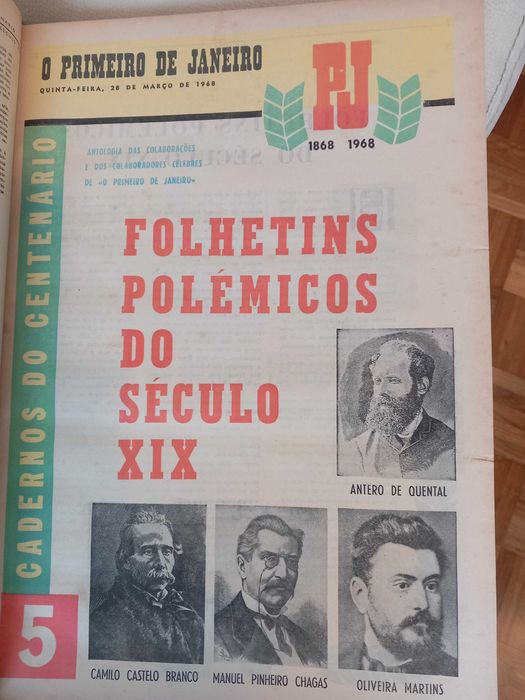 O PRIMEIRO DE JANEIRO
QUINTA-FEIRA, 28 DE MARÇO DE 1968
PJ
1868 1968
ANTOLOGIA DAS COLABORAÇÕES
E DOS COLABORADORES CÉLEBRES
DE «O PRIMEIRO DE JANEIRO»
CADERNOS DO CENTENÁRIO
FOLHETINS
POLÉMICOS
DO
SÉCULO
XIX
ANTERO DE QUENTAL
CAMILO CASTELO BRANCO
MANUEL PINHEIRO CHAGAS
OLIVEIRA MARTINS
5